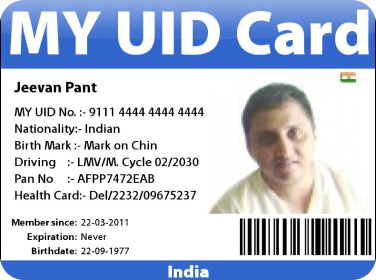 MY UID Card
Jeevan Pant
MY UID No. :- 9111 4444 4444 4444
Nationality:- Indian
Birth Mark :- Mark on Chin
Driving :- LMV/M. Cycle 02/2030
Pan No :- AFPP7472EAB
Health Card:- Del/2232/09675237
Member since: 22-03-2011
Expiration: Never
Birthdate: 22-09-1977
India